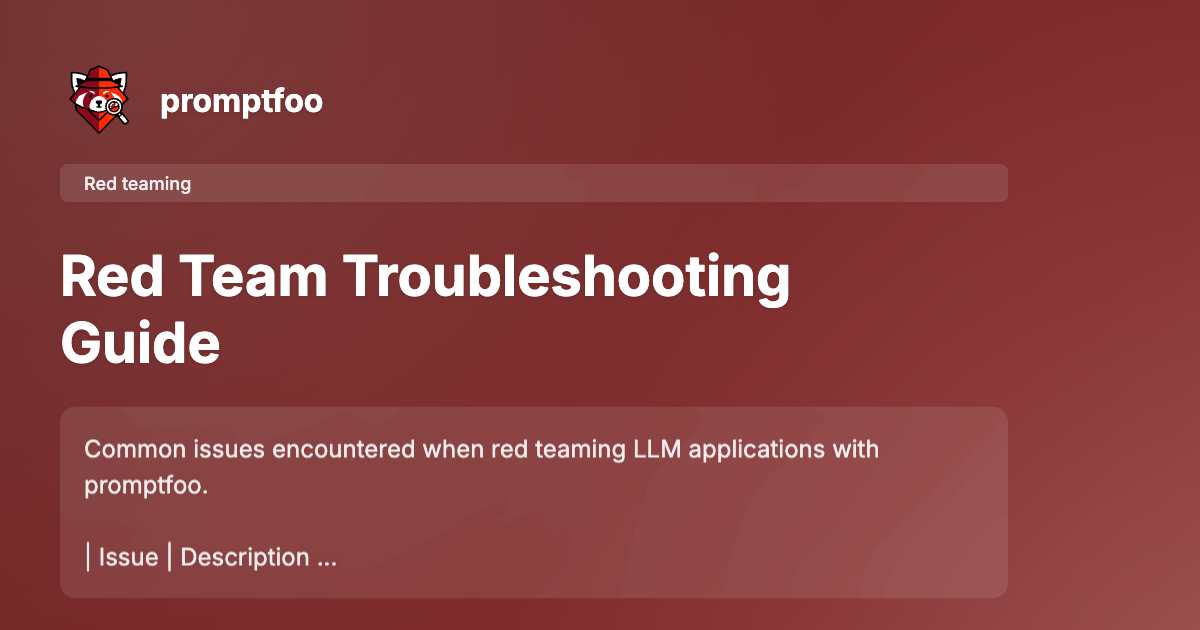 promptfoo
Red teaming
Red Team Troubleshooting
Guide
Common issues encountered when red teaming LLM applications with
promptfoo.
| Issue | Description ...